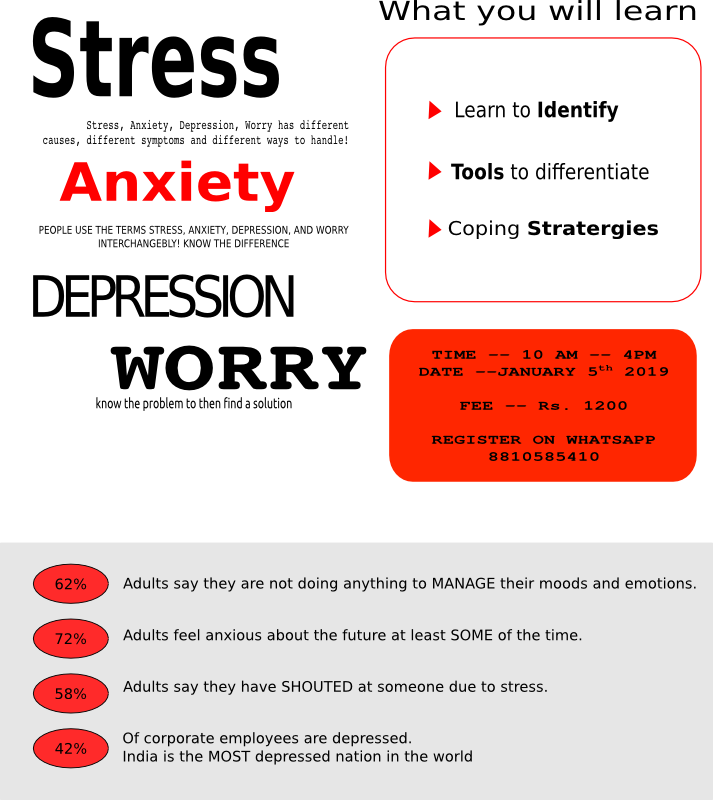 Stress
Stress, Anxiety, Depression, Worry has different
causes, different symptoms and different ways to handle!
Anxiety
PEOPLE USE THE TERMS STRESS, ANXIETY, DEPRESSION, AND WORRY
INTERCHANGEBLY! KNOW THE DIFFERENCE
DEPRESSION
WORRY
know the problem to then find a solution
What you will learn
Learn to Identify
Tools to differentiate
Coping Stratergies
TIME –– 10 AM –– 4PM
DATE ––JANUARY 5th 2019
FEE –– Rs. 1200
REGISTER ON WHATSAPP
8810585410
62% Adults say they are not doing anything to MANAGE their moods and emotions.
72% Adults feel anxious about the future at least SOME of the time.
58% Adults say they have SHOUTED at someone due to stress.
42% Of corporate employees are depressed.
India is the MOST depressed nation in the world